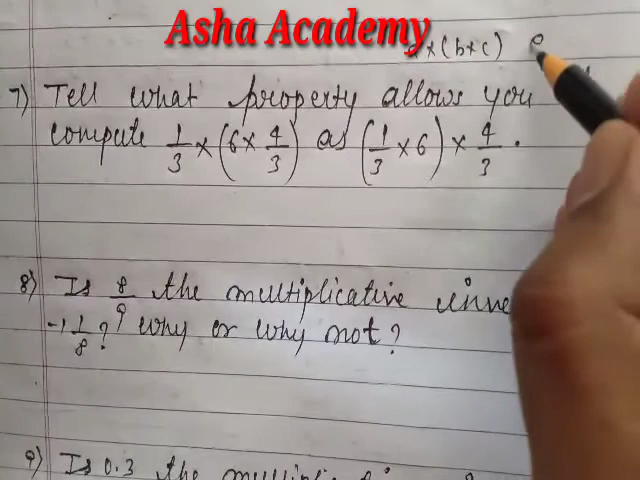 Asha Academy
a×(b×c)
7) Tell what property allows you
compute 1/3 × (6 × 4/3) as (1/3 × 6) × 4/3 .
8) Is 8/9 the multiplicative inve
-1 1/8 ? Why or why not?
9) Is 0.3 the